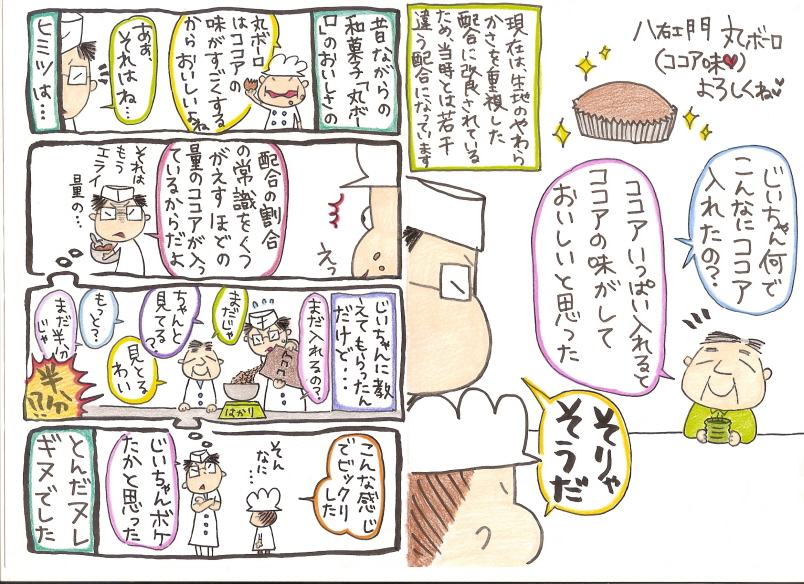 八右ェ門 丸ボーロ
(ココア味♥)
よろしくね♥
現在は生地のやわら
かさを重視した
配合に改良されている
ため、当時とは若干
違う配合になっています
じいちゃん何で
こんなにココア
入れたの?
ココアいっぱい入れると
ココアの味がして
おいしいと思った
そりゃ
そうだ
昔ながらの
和菓子「丸ボー
ロ」のおいしさの
丸ボーロ
はココアの
味がすごくする
からおいしいよね
あぁ、
それはね…
ヒミツは…
えっ
配合の割合
の常識をくつ
がえすほどの
量のココアが入っ
ているからだよ
それは
もう
エライ
量の…
じいちゃんに教
えてもらったん
だけど…
まだ入れるの?
ココア
はかり
まだじゃ
ちゃんと
見てる?
見とる
わい
もっと?
まだ半分
じゃ
半分
!?
こんな感じ
でビックリ
した
そん
なに…
じいちゃんボケ
たかと思った
とんだヌレ
ギヌでした